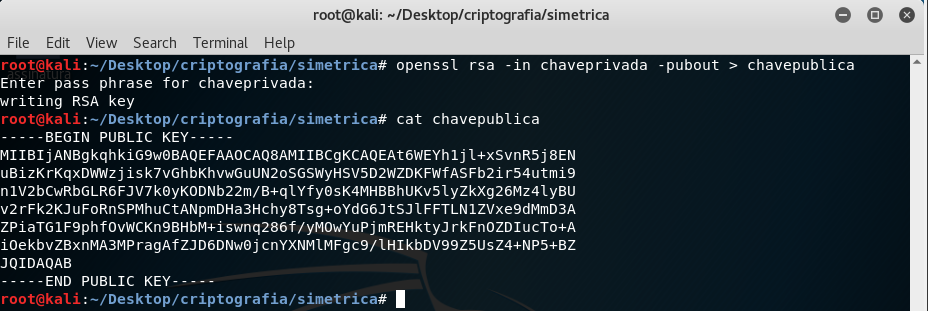 root@kali: ~/Desktop/criptografia/simetrica
File Edit View Search Terminal Help
root@kali:~/Desktop/criptografia/simetrica# openssl rsa -in chaveprivada -pubout > chavepublica
assinatura
Enter pass phrase for chaveprivada:
writing RSA key
root@kali:~/Desktop/criptografia/simetrica# cat chavepublica
-----BEGIN PUBLIC KEY-----
MIIBIjANBgkqhkiG9w0BAQEFAAOCAQ8AMIIBCgKCAQEAt6WEYh1jl+xSvnR5j8EN
uBizKrKqxDWWzjisk7vGhbKhvwGuUN2oSGSWyHSV5D2WZDKFWfASFb2ir54utmi9
n1V2bCwRbGLR6FJV7k0yKODNb22m/B+qlYfy0sK4MHBBhUKv5lyZkXg26Mz4lyBU
v2rFk2KJuFoRnSPMhuCtANpmDHa3Hchy8Tsg+oYdG6JtSJlFFTLN1ZVxe9dMmD3A
ZPiaTG1F9phfOvWCKn9BHbM+iswnq286f/yMOwYuPjmREHktyJrkFnOZDIucTo+A
iOekbvZBxnMA3MPragAfZJD6DNw0jcnYXNMlMFgc9/lHIkbDV99Z5UsZ4+NP5+BZ
JQIDAQAB
-----END PUBLIC KEY-----
root@kali:~/Desktop/criptografia/simetrica#